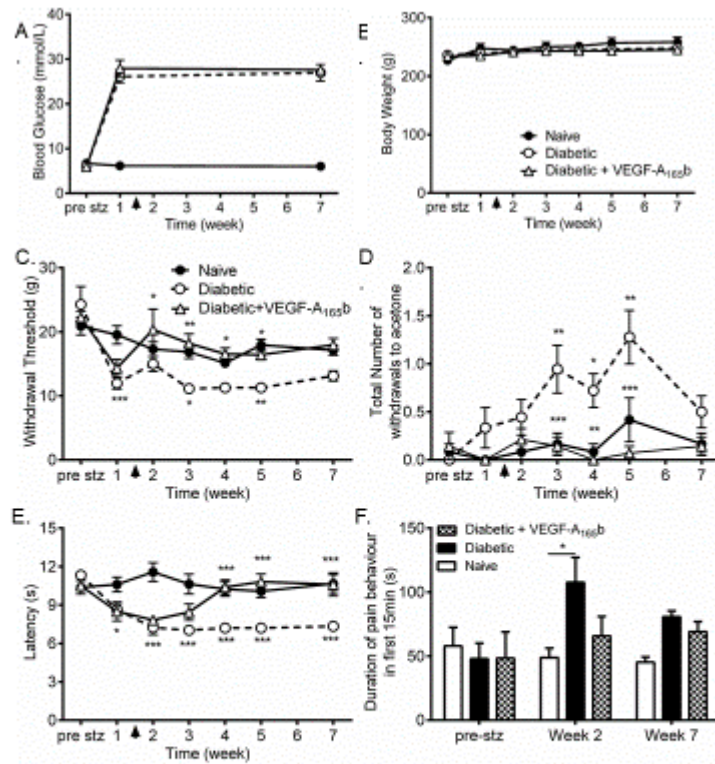 A
Blood Glucose (mmol/L)
40
30
20
10
0
pre stz 1 2 3 4 5 6 7
Time (week)
E
Body Weight (g)
300
200
100
0
Naive
Diabetic
Diabetic + VEGF-A165b
pre stz 1 2 3 4 5 6 7
Time (week)
C.
Withdrawal Threshold (g)
30
20
10
0
Naive
Diabetic
Diabetic+VEGF-A165b
* ** * *
*** * **
pre stz 1 2 3 4 5 6 7
Time (week)
D
Total Number of
withdrawals to acetone
2.0
1.5
1.0
0.5
0.0
** * **
*** ** ***
pre stz 1 2 3 4 5 6 7
Time (week)
E.
Latency (s)
15
12
9
6
3
0
*** *** ***
* *** *** *** *** ***
pre stz 1 2 3 4 5 6 7
Time (week)
F
Duration of pain behaviour
in first 15min (s)
150
100
50
0
Diabetic + VEGF-A165b
Diabetic
Naive
*
pre-stz Week 2 Week 7